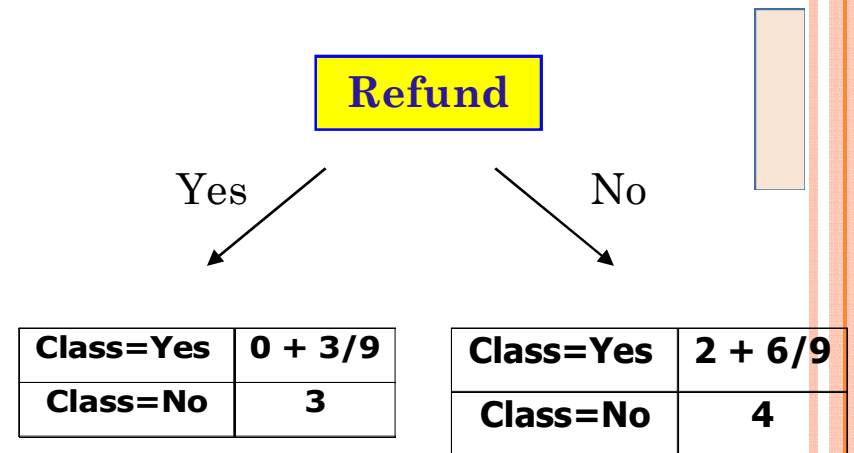 Refund
Yes No
Class=Yes 0 + 3/9
Class=No 3
Class=Yes 2 + 6/9
Class=No 4